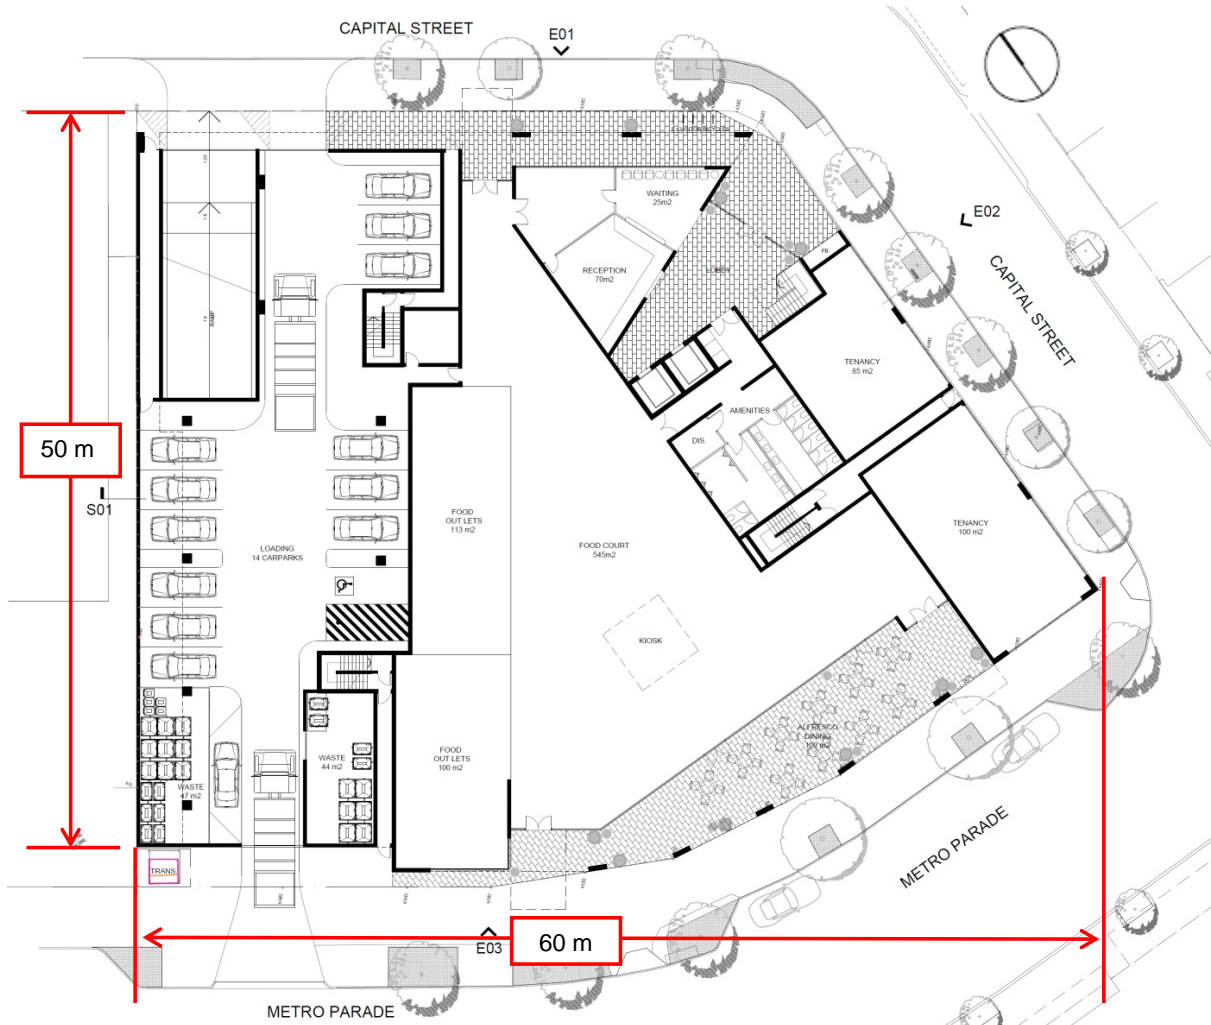 CAPITAL STREET
E01
WAITING
25m2
E02
RECEPTION
70m2
LOBBY
FB
CAPITAL STREET
RAMP
TENANCY
85 m2
50 m
AMENITIES
DIS.
S01
FOOD
OUT LETS
113 m2
TENANCY
100 m2
LOADING
14 CARPARKS
FOOD COURT
545m2
KIOSK
ALFRESCO
DINING
FOOD
OUT LETS
100 m2
WASTE
44 m2
WASTE
47 m2
METRO PARADE
TRANS.
60 m
E03
METRO PARADE